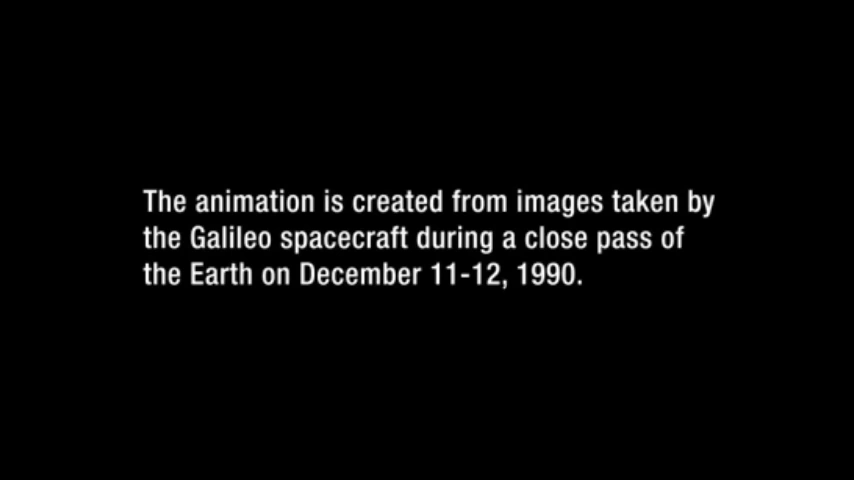 The animation is created from images taken by
the Galileo spacecraft during a close pass of
the Earth on December 11-12, 1990.